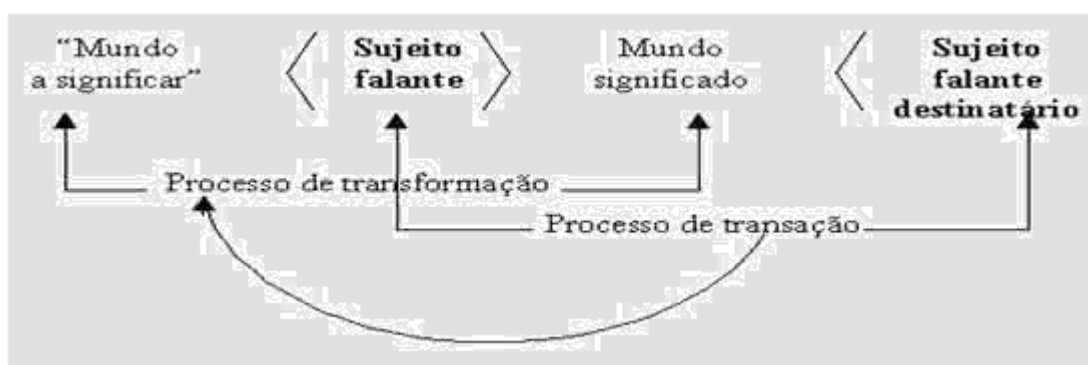 “Mundo
a significar”
Sujeito
falante
Mundo
significado
Sujeito
falante
destinatário
Processo de transformação
Processo de transação